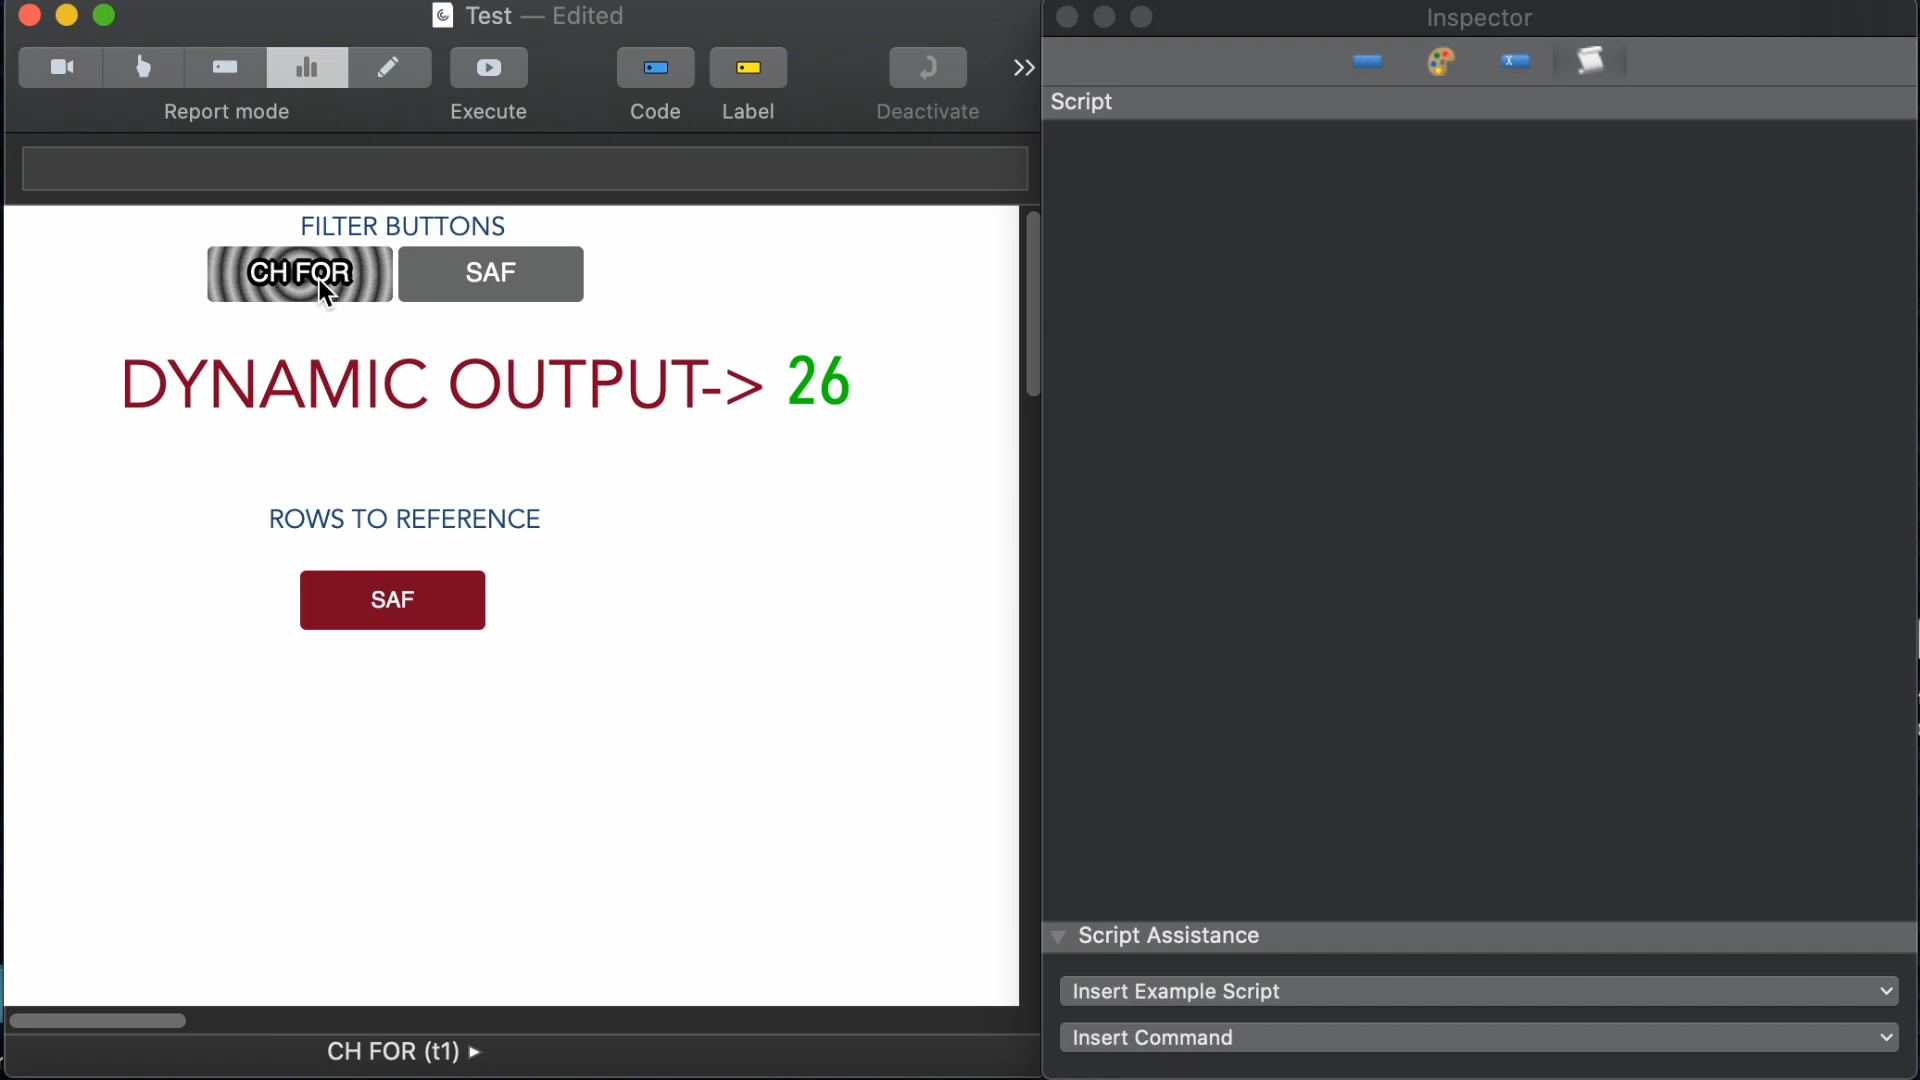 Test — Edited
Report mode
Execute
Code
Label
Deactivate
FILTER BUTTONS
CH FOR
SAF
DYNAMIC OUTPUT-> 26
ROWS TO REFERENCE
SAF
CH FOR (t1)
Inspector
Script
Script Assistance
Insert Example Script
Insert Command